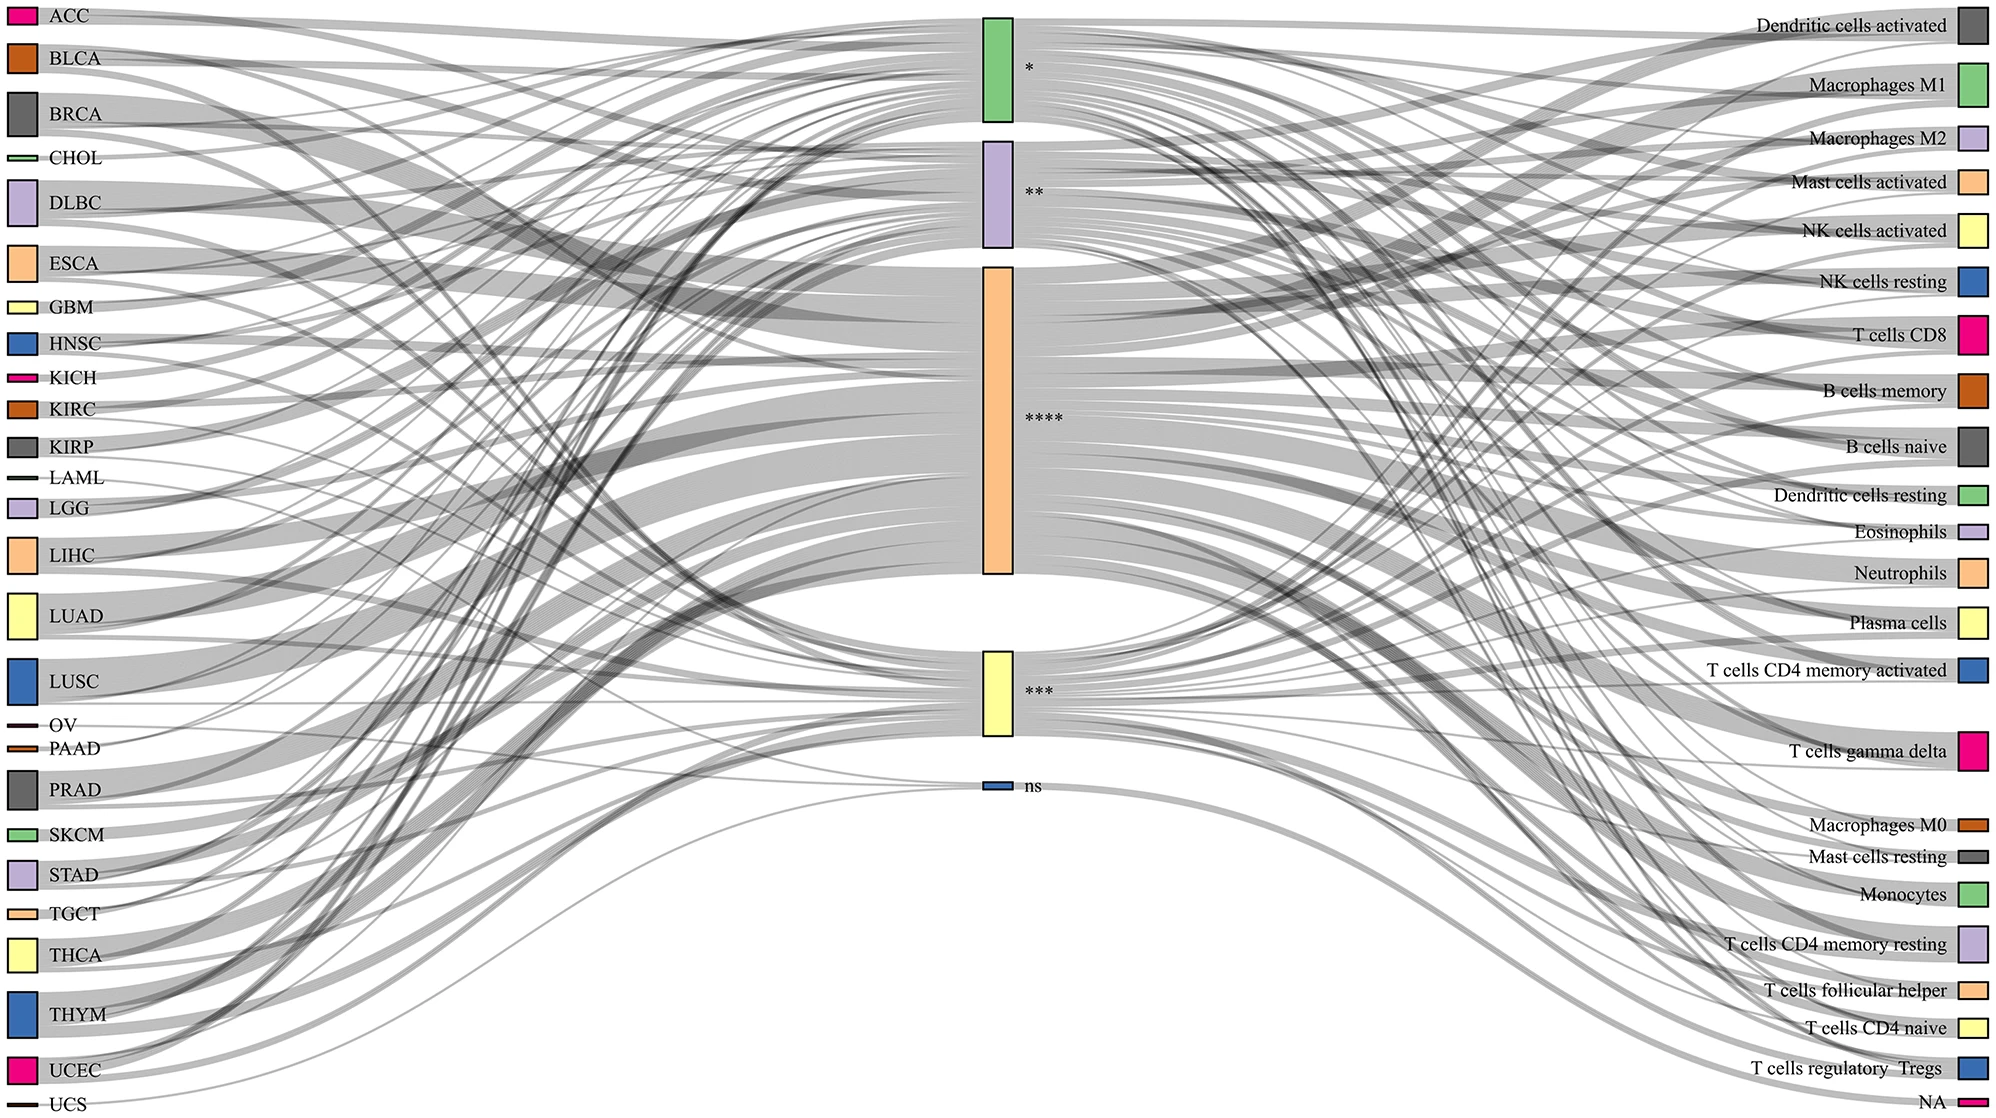 ACC
BLCA
BRCA
CHOL
DLBC
ESCA
GBM
HNSC
KICH
KIRC
KIRP
LAML
LGG
LIHC
LUAD
LUSC
OV
PAAD
PRAD
SKCM
STAD
TGCT
THCA
THYM
UCEC
UCS
*
**
****
***
ns
Dendritic cells activated
Macrophages M1
Macrophages M2
Mast cells activated
NK cells activated
NK cells resting
T cells CD8
B cells memory
B cells naive
Dendritic cells resting
Eosinophils
Neutrophils
Plasma cells
T cells CD4 memory activated
T cells gamma delta
Macrophages M0
Mast cells resting
Monocytes
T cells CD4 memory resting
T cells follicular helper
T cells CD4 naive
T cells regulatory Tregs
NA